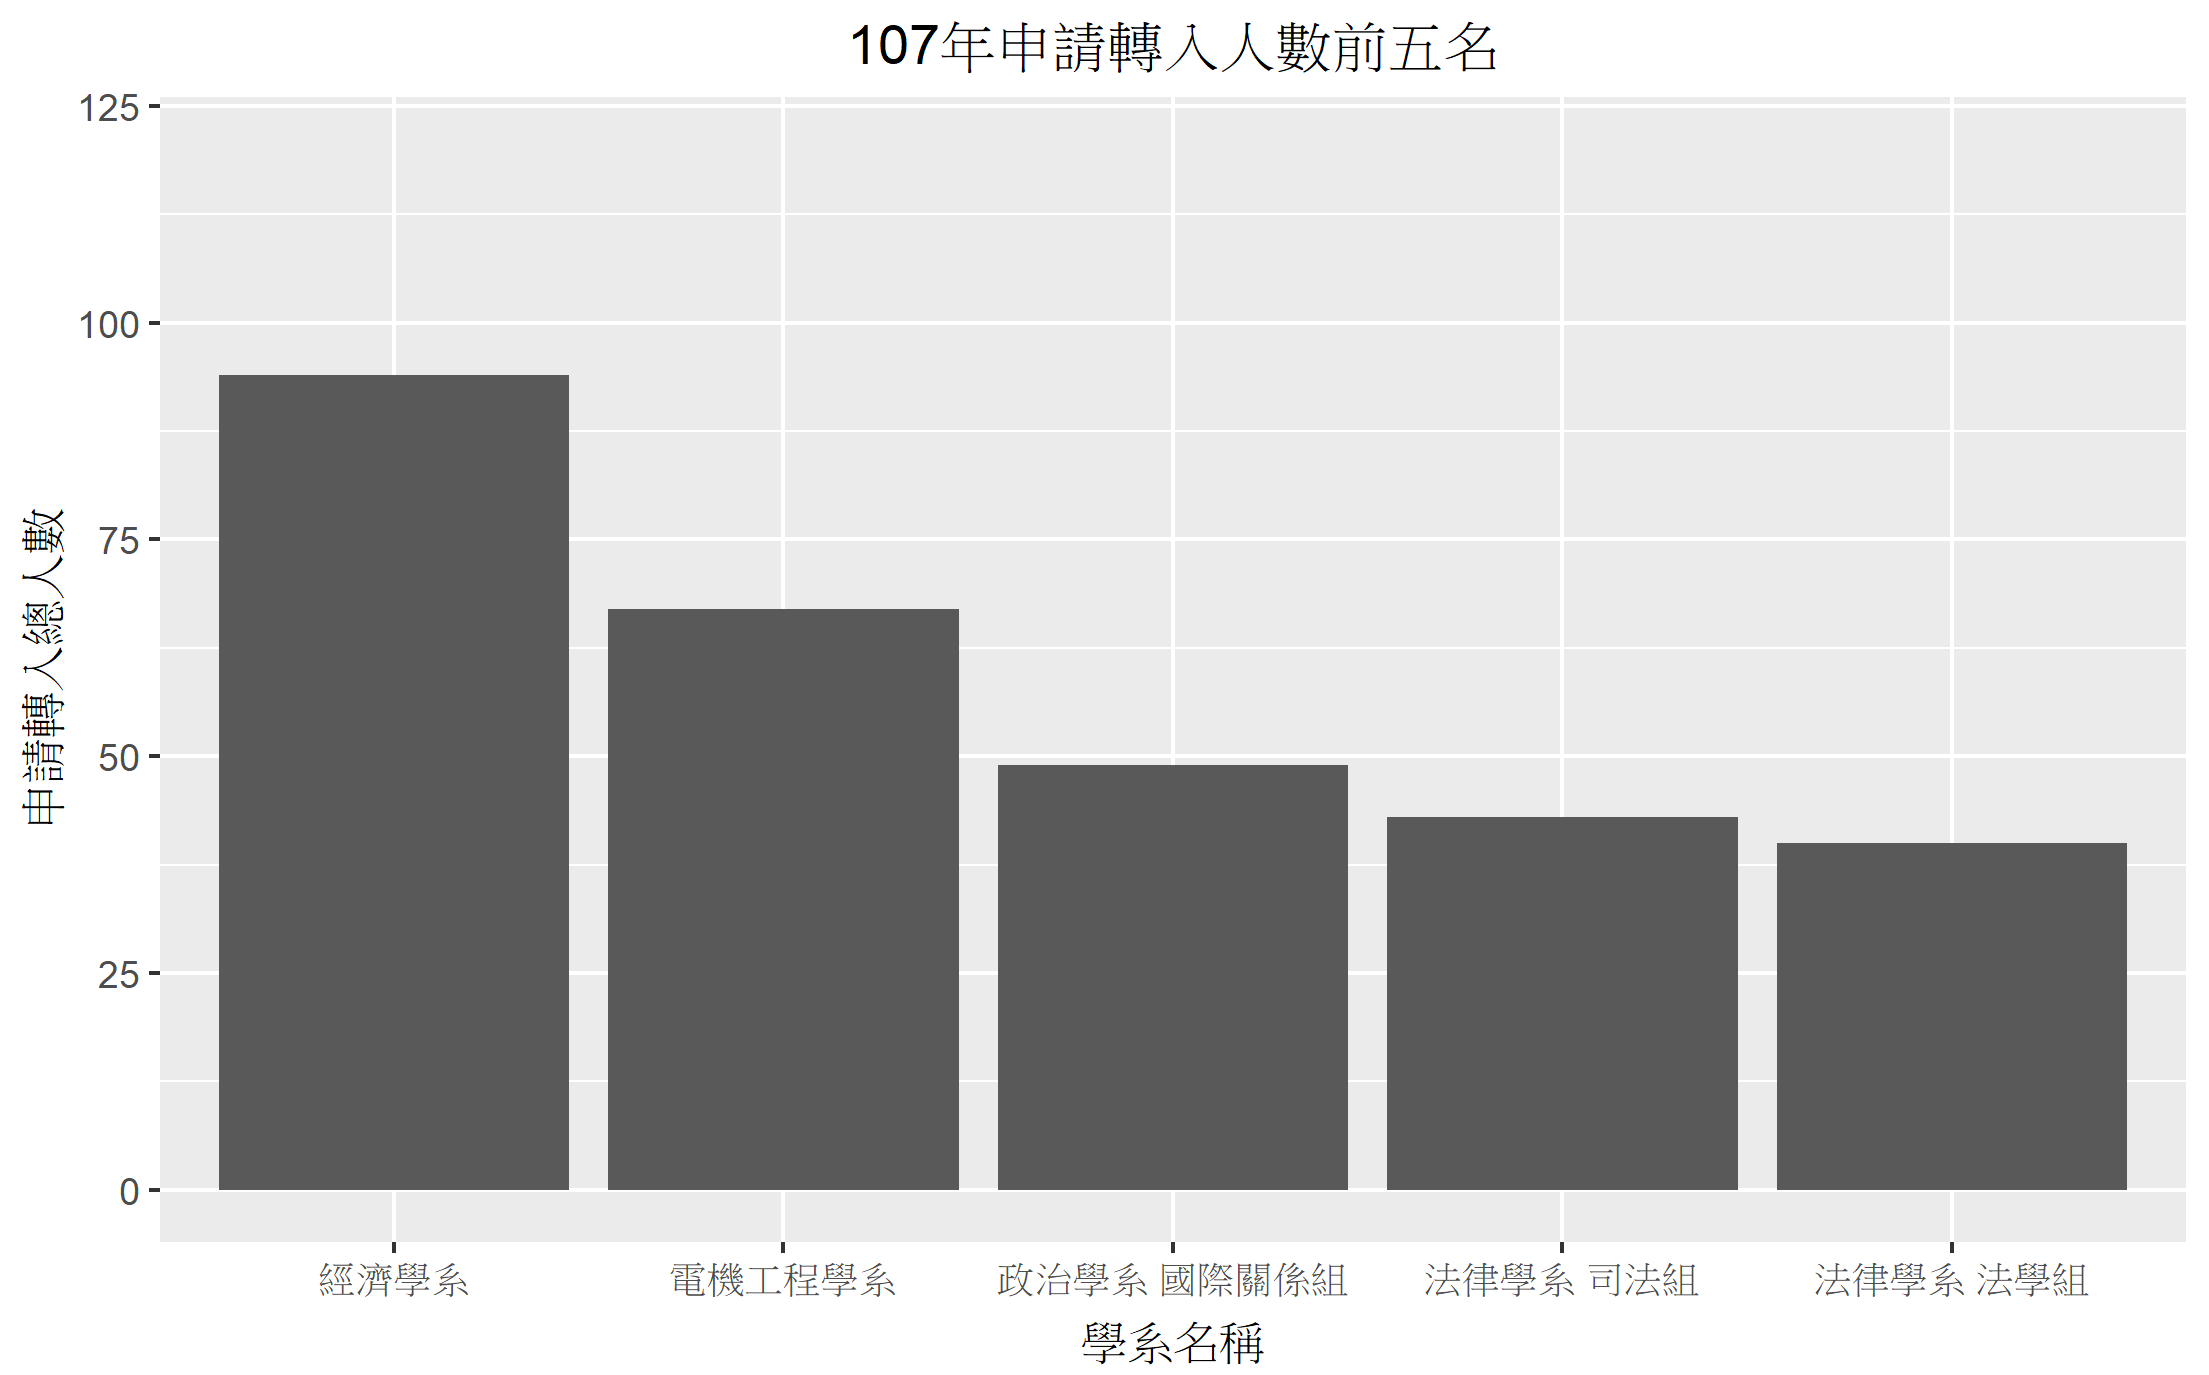 107年申請轉入人數前五名
申請轉入總人數
125
100
75
50
25
0
經濟學系
電機工程學系
政治學系 國際關係組
法律學系 司法組
法律學系 法學組
學系名稱